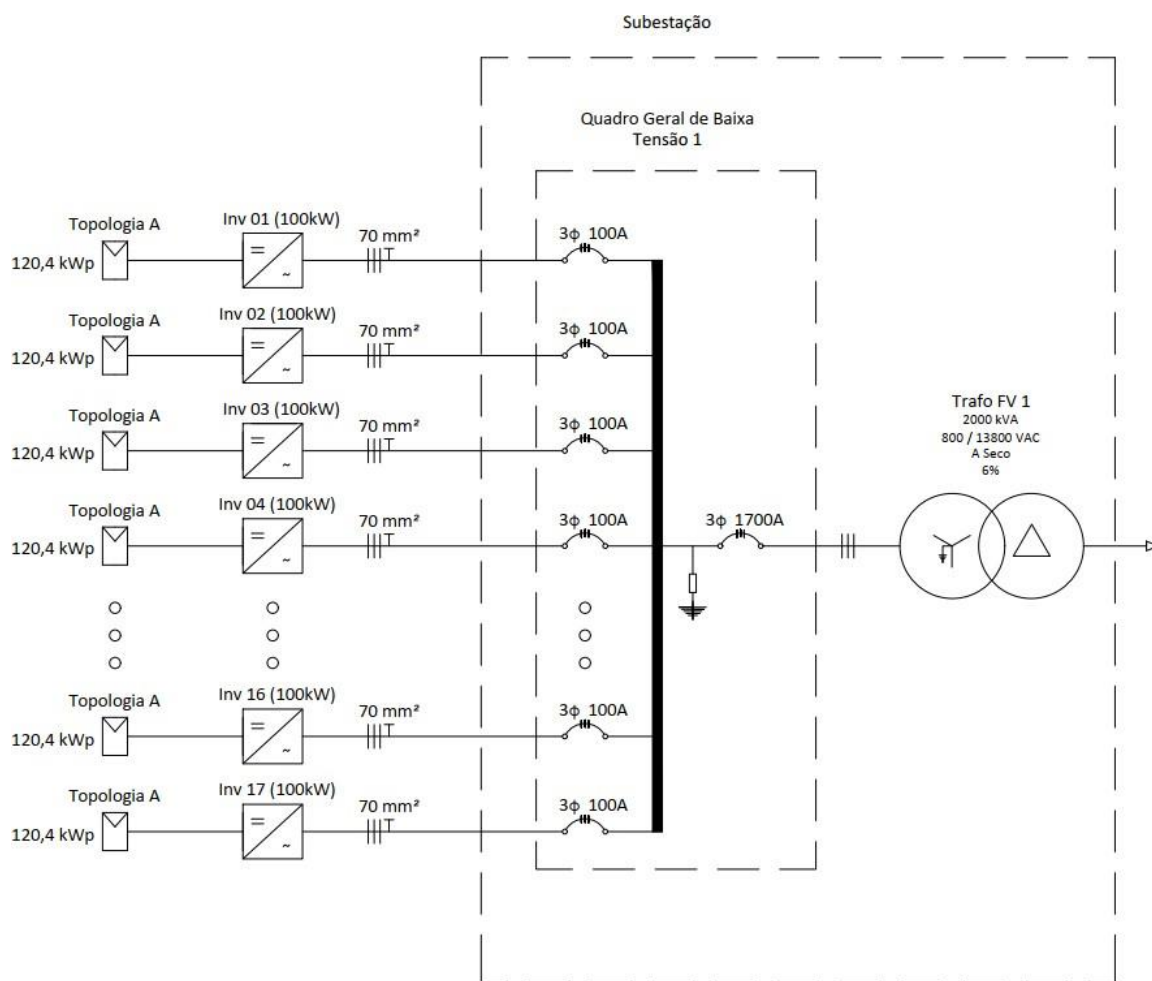 Subestação
Quadro Geral de Baixa
Tensão 1
Topologia A
Inv 01 (100kW)
70 mm²
3ϕ 100A
120,4 kWp
Topologia A
Inv 02 (100kW)
70 mm²
3ϕ 100A
120,4 kWp
Topologia A
Inv 03 (100kW)
70 mm²
3ϕ 100A
120,4 kWp
Trafo FV 1
2000 kVA
800 / 13800 VAC
A Seco
6%
Topologia A
Inv 04 (100kW)
70 mm²
3ϕ 100A
3ϕ 1700A
120,4 kWp
Topologia A
Inv 16 (100kW)
70 mm²
3ϕ 100A
120,4 kWp
Topologia A
Inv 17 (100kW)
70 mm²
3ϕ 100A
120,4 kWp